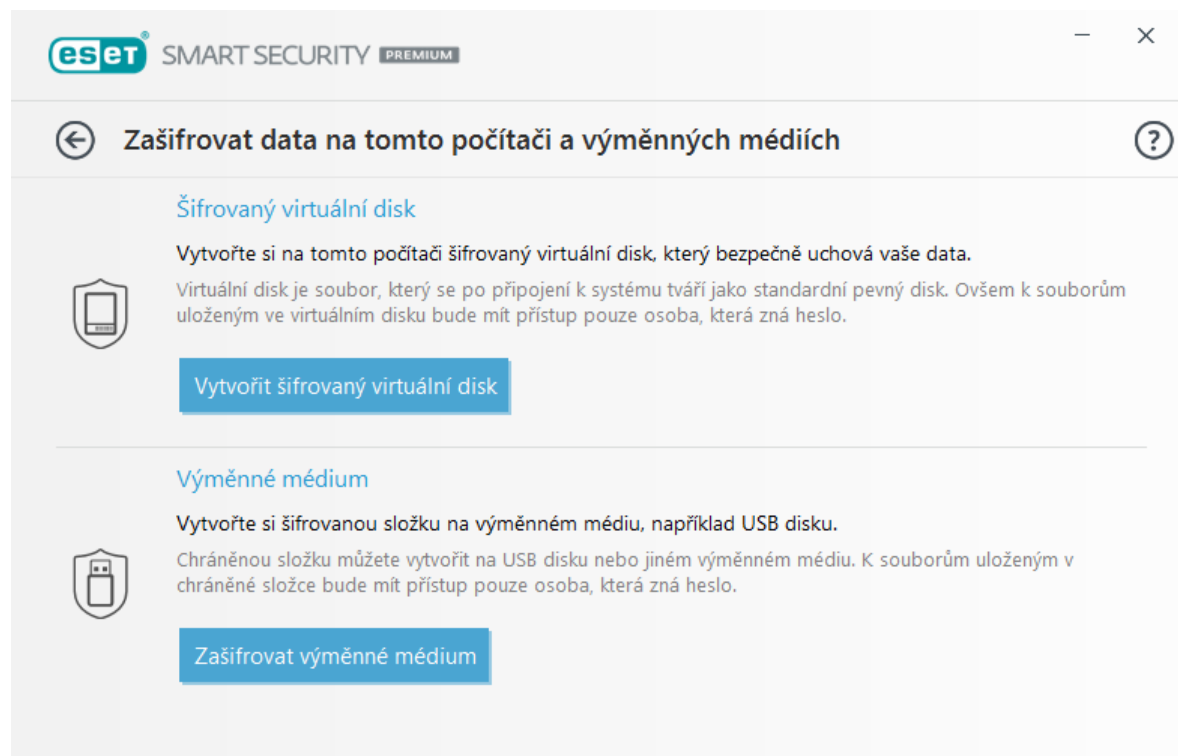 eset® SMART SECURITY PREMIUM
Zašifrovat data na tomto počítači a výměnných médiích
?
Šifrovaný virtuální disk
Vytvořte si na tomto počítači šifrovaný virtuální disk, který bezpečně uchová vaše data.
Virtuální disk je soubor, který se po připojení k systému tváří jako standardní pevný disk. Ovšem k souborům
uloženým ve virtuálním disku bude mít přístup pouze osoba, která zná heslo.
Vytvořit šifrovaný virtuální disk
Výměnné médium
Vytvořte si šifrovanou složku na výměnném médiu, například USB disku.
Chráněnou složku můžete vytvořit na USB disku nebo jiném výměnném médiu. K souborům uloženým v
chráněné složce bude mít přístup pouze osoba, která zná heslo.
Zašifrovat výměnné médium